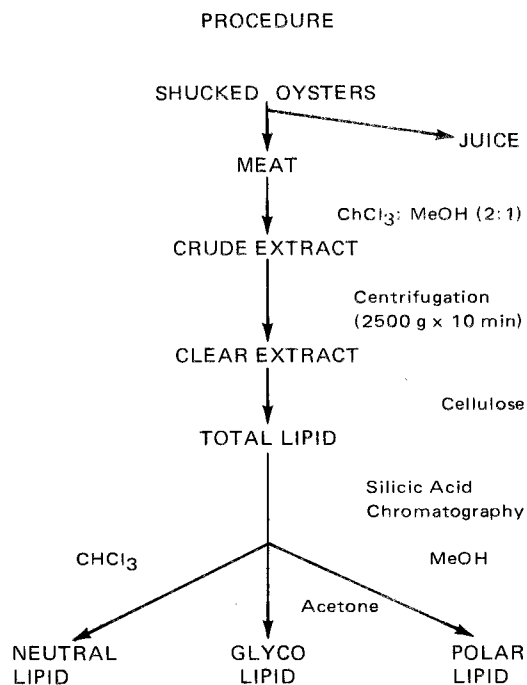 PROCEDURE
SHUCKED OYSTERS
JUICE
MEAT
ChCl3: MeOH (2:1)
CRUDE EXTRACT
Centrifugation
(2500 g x 10 min)
CLEAR EXTRACT
Cellulose
TOTAL LIPID
Silicic Acid
Chromatography
CHCl3
MeOH
Acetone
NEUTRAL
LIPID
GLYCO
LIPID
POLAR
LIPID